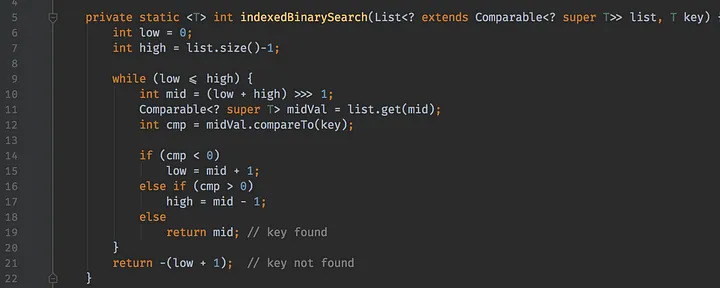 4
5 private static <T> int indexedBinarySearch(List<? extends Comparable<? super T>> list, T key) {
6 int low = 0;
7 int high = list.size()-1;
8
9 while (low ⩽ high) {
10 int mid = (low + high) >>> 1;
11 Comparable<? super T> midVal = list.get(mid);
12 int cmp = midVal.compareTo(key);
13
14 if (cmp < 0)
15 low = mid + 1;
16 else if (cmp > 0)
17 high = mid - 1;
18 else
19 return mid; // key found
20 }
21 return -(low + 1);  // key not found
22 }